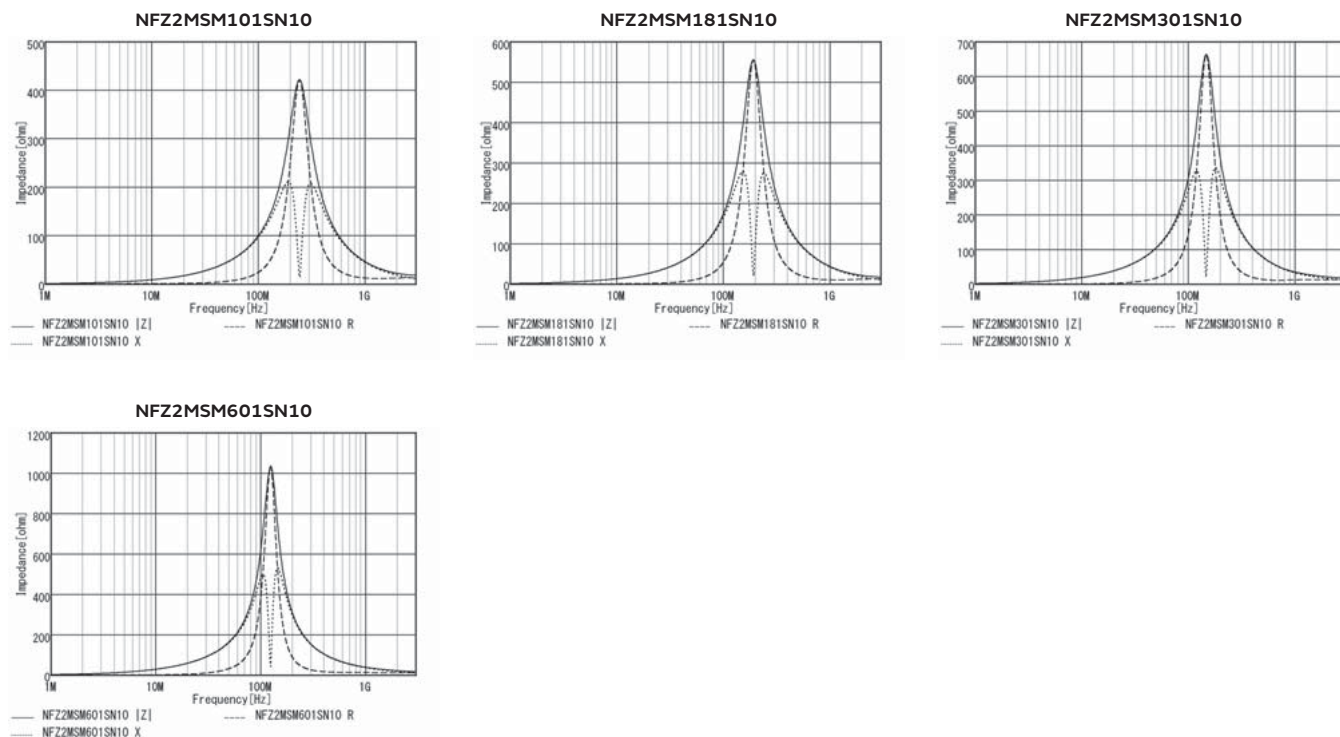 NFZ2MSM101SN10
500
400
300
200
100
0
Impedance[ohm]
1M 10M 100M 1G
Frequency[Hz]
NFZ2MSM101SN10 |Z| NFZ2MSM101SN10 R
NFZ2MSM101SN10 X
NFZ2MSM181SN10
600
500
400
300
200
100
0
Impedance[ohm]
1M 10M 100M 1G
Frequency[Hz]
NFZ2MSM181SN10 |Z| NFZ2MSM181SN10 R
NFZ2MSM181SN10 X
NFZ2MSM301SN10
700
600
500
400
300
200
100
0
Impedance[ohm]
1M 10M 100M 1G
Frequency[Hz]
NFZ2MSM301SN10 |Z| NFZ2MSM301SN10 R
NFZ2MSM301SN10 X
NFZ2MSM601SN10
1200
1000
800
600
400
200
0
Impedance[ohm]
1M 10M 100M 1G
Frequency[Hz]
NFZ2MSM601SN10 |Z| NFZ2MSM601SN10 R
NFZ2MSM601SN10 X